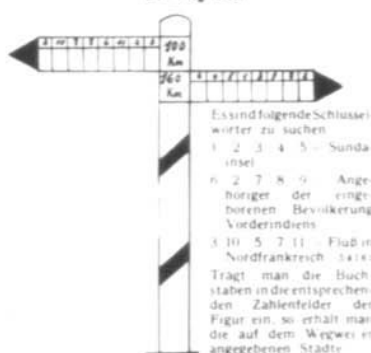 100
Km
160
Km
Es sind folgende Schlüssel-
wörter zu suchen
1 2 3 4 5 - Sunda-
insel
6 2 7 8 9 - Ange-
höriger der einge-
borenen Bevölkerung
Vorderindiens
3 10 5 7 11 - Fluß in
Nordfrankreich
Trägt man die Buch-
staben in die entsprechen-
den Zahlenfelder der
Figur ein, so erhält man
die auf dem Wegweiser
angegebenen Städte